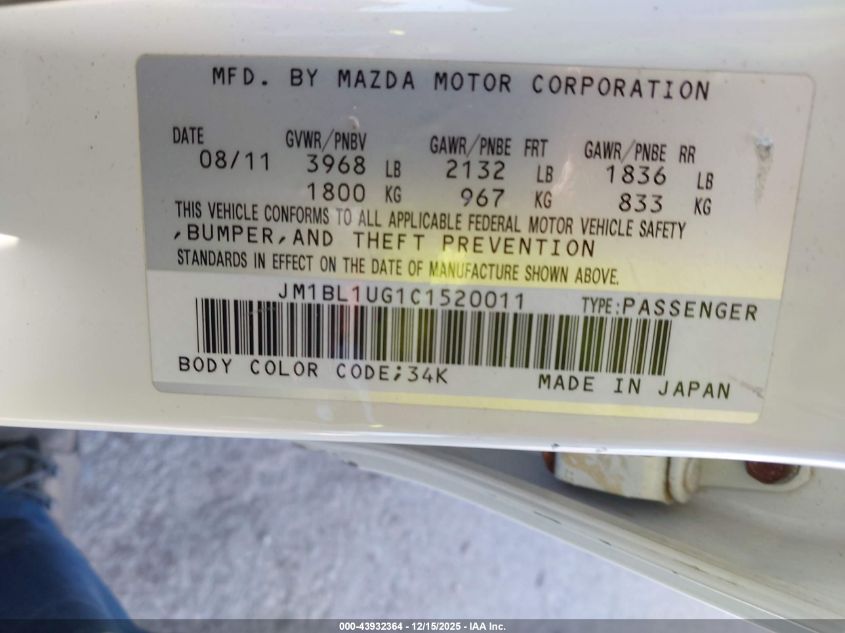 MFD. BY MAZDA MOTOR CORPORATION
DATE GVWR/PNBV GAWR/PNBE FRT GAWR/PNBE RR
08/11 3968 LB 2132 LB 1836 LB
1800 KG 967 KG 833 KG
THIS VEHICLE CONFORMS TO ALL APPLICABLE FEDERAL MOTOR VEHICLE SAFETY
,BUMPER,AND THEFT PREVENTION
STANDARDS IN EFFECT ON THE DATE OF MANUFACTURE SHOWN ABOVE.
JM1BL1UG1C1520011 TYPE:PASSENGER
BODY COLOR CODE;34K MADE IN JAPAN
000-43932364 - 12/15/2025 - IAA Inc.